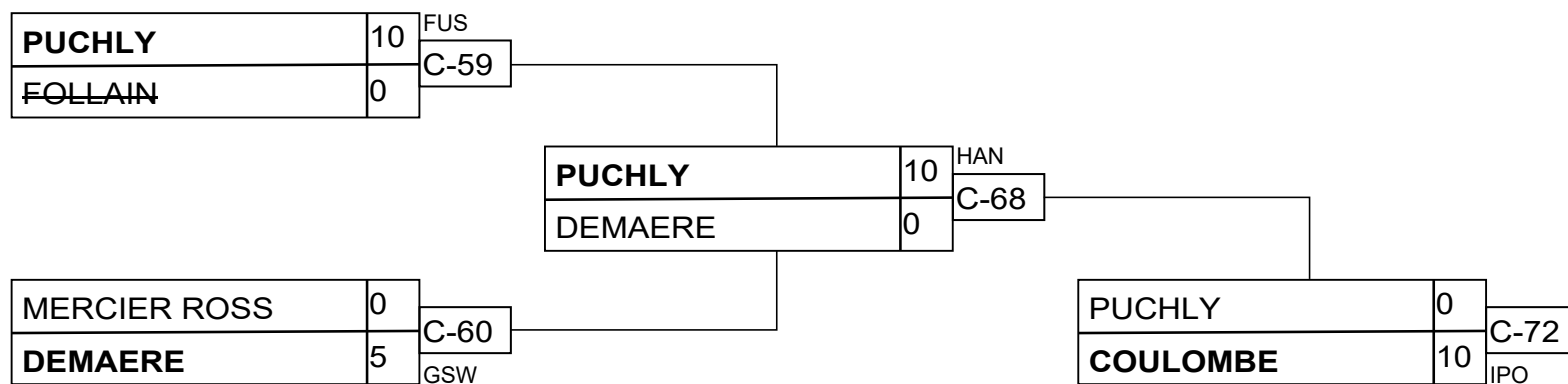 PUCHLY 10 FUS
C-59
FOLLAIN 0
PUCHLY 10 HAN
C-68
DEMAERE 0
MERCIER ROSS 0
C-60
DEMAERE 5 GSW
PUCHLY 0
C-72
COULOMBE 10 IPO